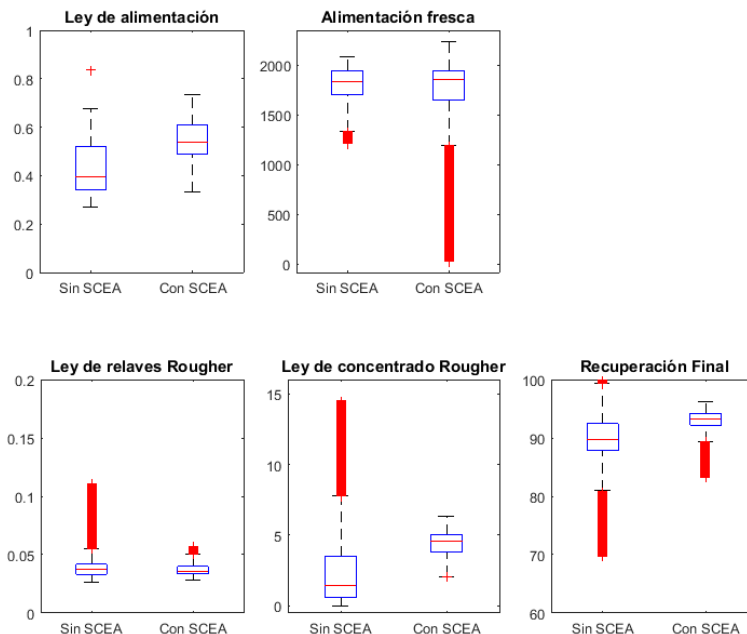 Ley de alimentación
1
0.8
0.6
0.4
0.2
0
Sin SCEA Con SCEA
Alimentación fresca
2000
1500
1000
500
0
Sin SCEA Con SCEA
Ley de relaves Rougher
0.2
0.15
0.1
0.05
0
Sin SCEA Con SCEA
Ley de concentrado Rougher
15
10
5
0
Sin SCEA Con SCEA
Recuperación Final
100
90
80
70
60
Sin SCEA Con SCEA